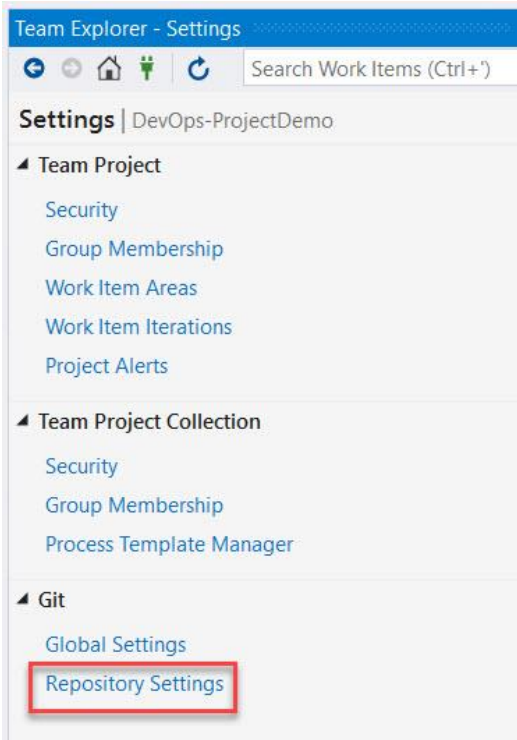 Team Explorer - Settings
Search Work Items (Ctrl+')
Settings | DevOps-ProjectDemo
Team Project
Security
Group Membership
Work Item Areas
Work Item Iterations
Project Alerts
Team Project Collection
Security
Group Membership
Process Template Manager
Git
Global Settings
Repository Settings